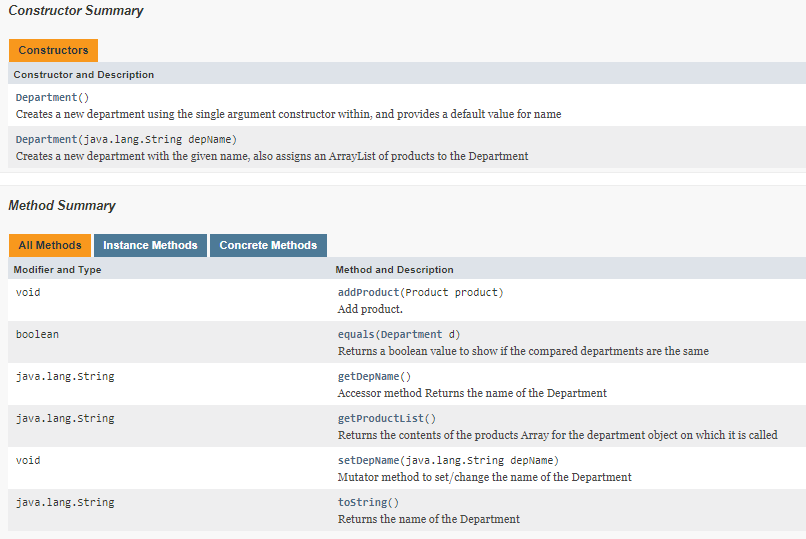 Constructor Summary
Constructors
Constructor and Description
Department()
Creates a new department using the single argument constructor within, and provides a default value for name
Department(java.lang.String depName)
Creates a new department with the given name, also assigns an ArrayList of products to the Department
Method Summary
All Methods Instance Methods Concrete Methods
Modifier and Type Method and Description
void addProduct(Product product)
Add product.
boolean equals(Department d)
Returns a boolean value to show if the compared departments are the same
java.lang.String getDepName()
Accessor method Returns the name of the Department
java.lang.String getProductList()
Returns the contents of the products Array for the department object on which it is called
void setDepName(java.lang.String depName)
Mutator method to set/change the name of the Department
java.lang.String toString()
Returns the name of the Department